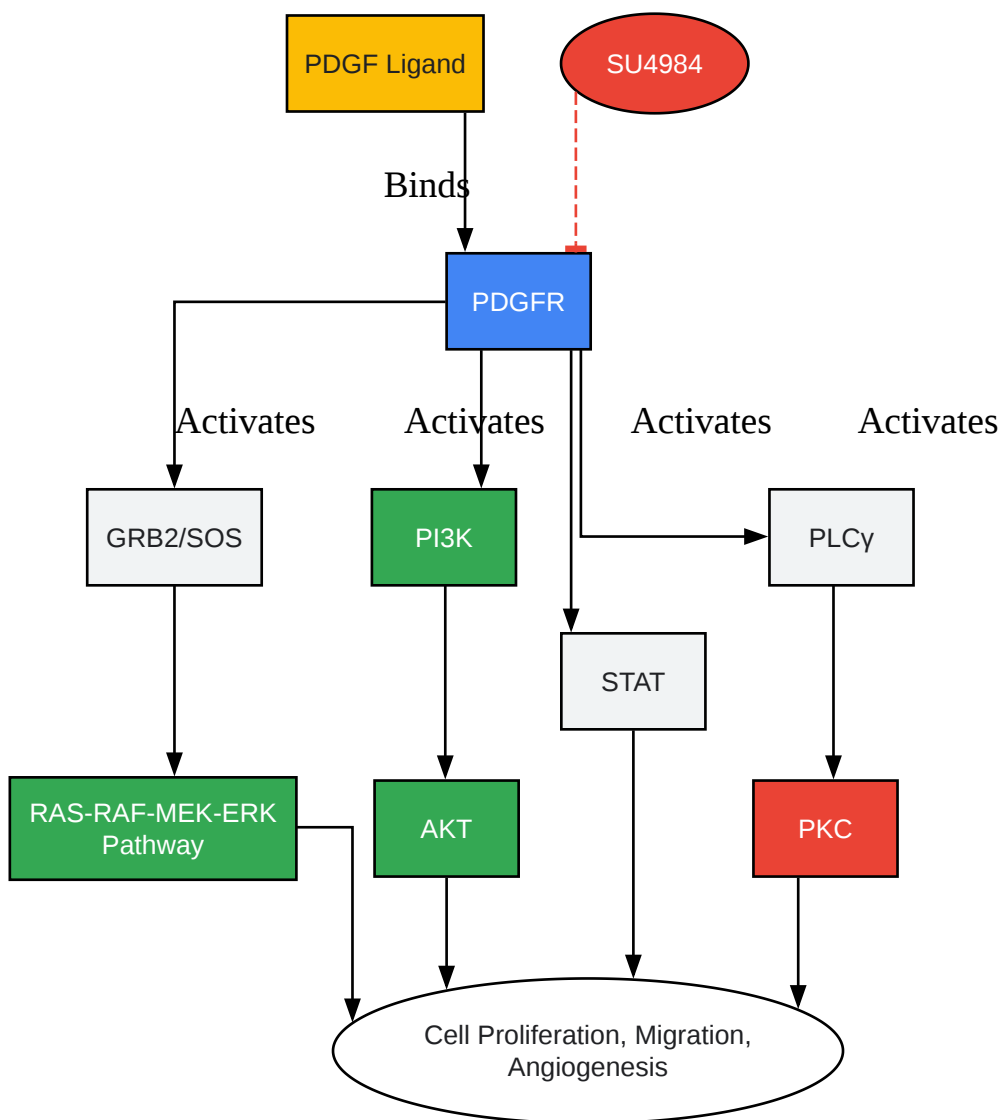 PDGF Ligand
SU4984
Binds
PDGFR
Activates
Activates
Activates
Activates
GRB2/SOS
PI3K
PLCγ
STAT
RAS-RAF-MEK-ERK
Pathway
AKT
PKC
Cell Proliferation, Migration,
Angiogenesis